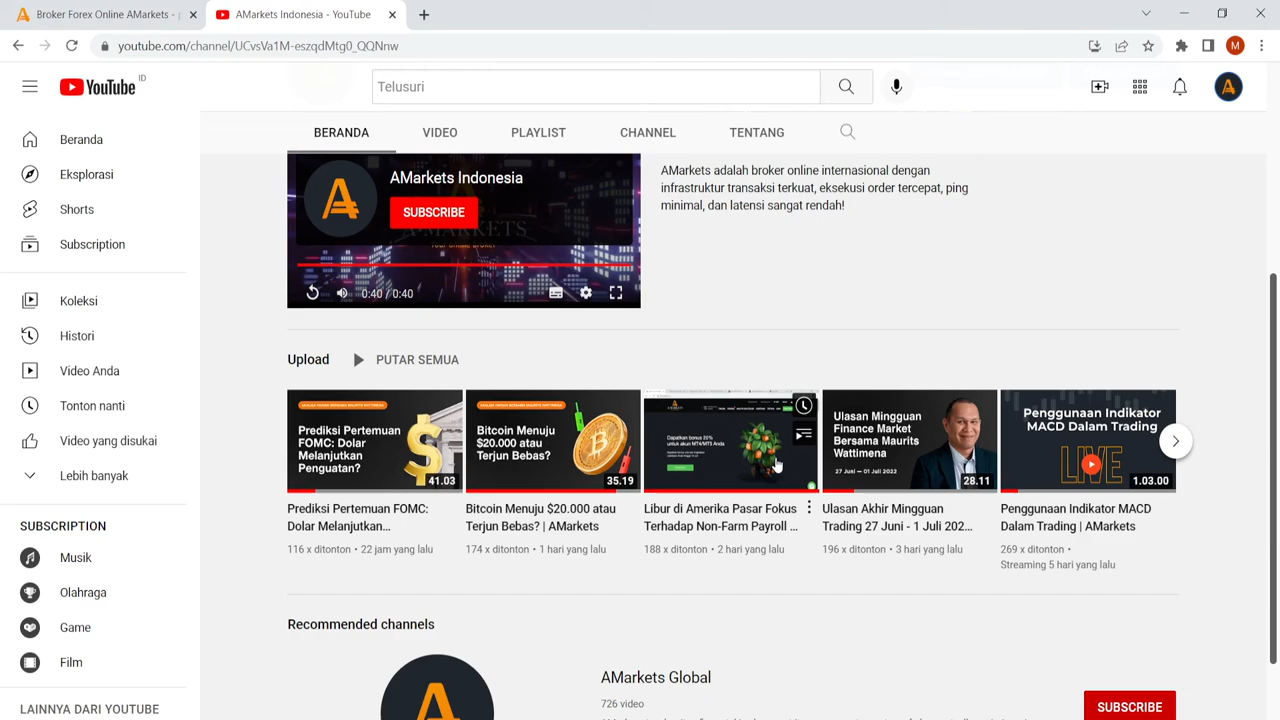 Broker Forex Online AMarkets - p
AMarkets Indonesia - YouTube
youtube.com/channel/UCvsVa1M-eszqdMtg0_QQNnw
M
YouTube ID
Telusuri
BERANDA VIDEO PLAYLIST CHANNEL TENTANG
Beranda
Eksplorasi
Shorts
Subscription
Koleksi
Histori
Video Anda
Tonton nanti
Video yang disukai
Lebih banyak
SUBSCRIPTION
Musik
Olahraga
Game
Film
LAINNYA DARI YOUTUBE
AMarkets Indonesia
SUBSCRIBE
0:40 / 0:40
AMarkets adalah broker online internasional dengan
infrastruktur transaksi terkuat, eksekusi order tercepat, ping
minimal, dan latensi sangat rendah!
Upload PUTAR SEMUA
Prediksi Pertemuan
FOMC: Dolar
Melanjutkan
Penguatan?
41.03
Prediksi Pertemuan FOMC:
Dolar Melanjutkan…
116 x ditonton • 22 jam yang lalu
Bitcoin Menuju
$20.000 atau
Terjun Bebas?
35.19
Bitcoin Menuju $20.000 atau
Terjun Bebas? | AMarkets
174 x ditonton • 1 hari yang lalu
Dapatkan bonus 20%
untuk akun MT4/MT5 Anda
Libur di Amerika Pasar Fokus
Terhadap Non-Farm Payroll …
188 x ditonton • 2 hari yang lalu
Ulasan Mingguan
Finance Market
Bersama Maurits
Wattimena
27 Juni - 01 Juli 2022
28.11
Ulasan Akhir Mingguan
Trading 27 Juni - 1 Juli 202…
196 x ditonton • 3 hari yang lalu
Penggunaan Indikator
MACD Dalam Trading
LIVE
1.03.00
Penggunaan Indikator MACD
Dalam Trading | AMarkets
269 x ditonton •
Streaming 5 hari yang lalu
Recommended channels
AMarkets Global
726 video
SUBSCRIBE